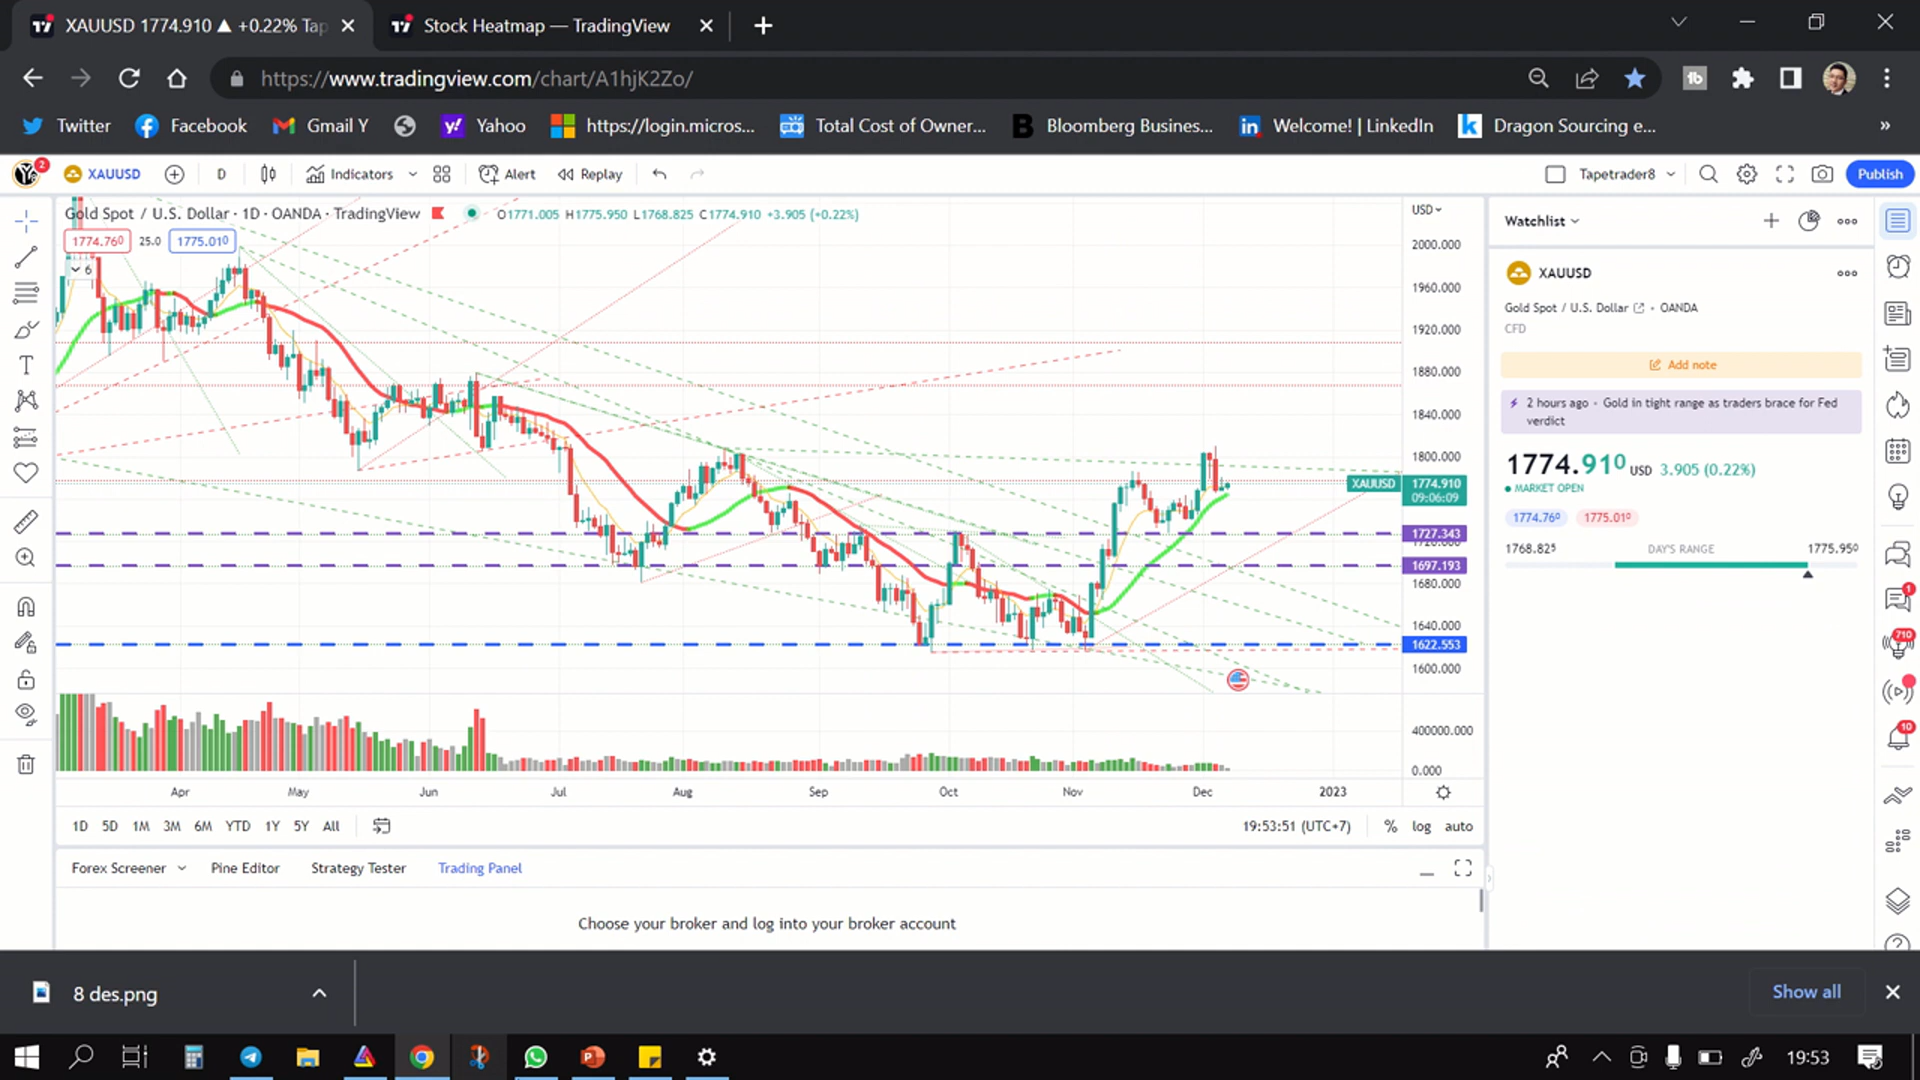 XAUUSD 1774.910 ▲ +0.22% Tap
Stock Heatmap — TradingView
https://www.tradingview.com/chart/A1hjK2Zo/
Twitter
Facebook
Gmail Y
Yahoo
https://login.micros...
Total Cost of Owner...
Bloomberg Business...
Welcome! | LinkedIn
Dragon Sourcing e...
»
2
XAUUSD
D
Indicators
Alert
Replay
Tapetrader8
Publish
Gold Spot / U.S. Dollar · 1D · OANDA · TradingView
O1771.005 H1775.950 L1768.825 C1774.910 +3.905 (+0.22%)
1774.760
25.0
1775.010
6
USD
2000.000
1960.000
1920.000
1880.000
1840.000
1800.000
XAUUSD
1774.910
09:06:09
1727.343
1697.193
1680.000
1640.000
1622.553
1600.000
400000.000
0.000
Apr
May
Jun
Jul
Aug
Sep
Oct
Nov
Dec
2023
1D
5D
1M
3M
6M
YTD
1Y
5Y
All
19:53:51 (UTC+7)
%
log
auto
Forex Screener
Pine Editor
Strategy Tester
Trading Panel
Choose your broker and log into your broker account
Watchlist
XAUUSD
Gold Spot / U.S. Dollar · OANDA
CFD
Add note
2 hours ago · Gold in tight range as traders brace for Fed
verdict
1774.910 USD 3.905 (0.22%)
MARKET OPEN
1774.760
1775.010
1768.825
DAY'S RANGE
1775.950
1
710
10
8 des.png
Show all
19:53